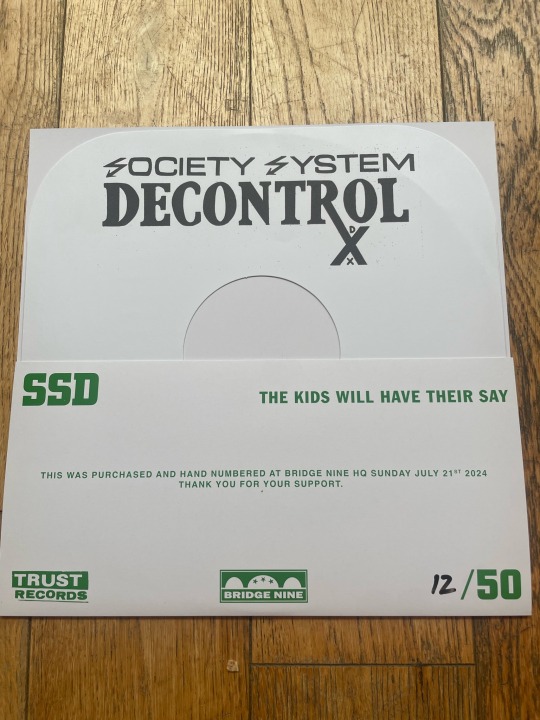 SOCIETY SYSTEM
DECONTROL
DXX
SSD
THE KIDS WILL HAVE THEIR SAY
THIS WAS PURCHASED AND HAND NUMBERED AT BRIDGE NINE HQ SUNDAY JULY 21ST 2024
THANK YOU FOR YOUR SUPPORT.
TRUST
RECORDS
BRIDGE NINE
12/50